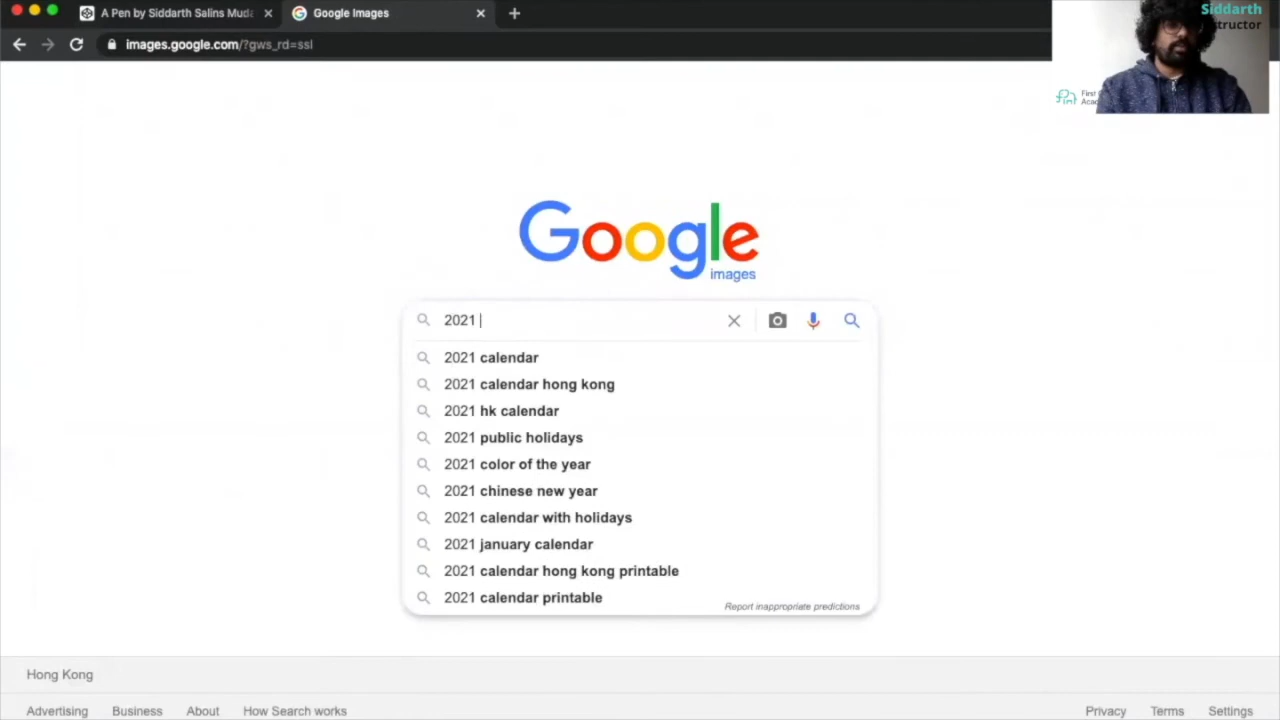 A Pen by Siddarth Salins Muda
Google Images
images.google.com/?gws_rd=ssl
Siddarth
structor
First
Aca
Google
images
2021
2021 calendar
2021 calendar hong kong
2021 hk calendar
2021 public holidays
2021 color of the year
2021 chinese new year
2021 calendar with holidays
2021 january calendar
2021 calendar hong kong printable
2021 calendar printable
Report inappropriate predictions
Hong Kong
Advertising Business About How Search works
Privacy Terms Settings